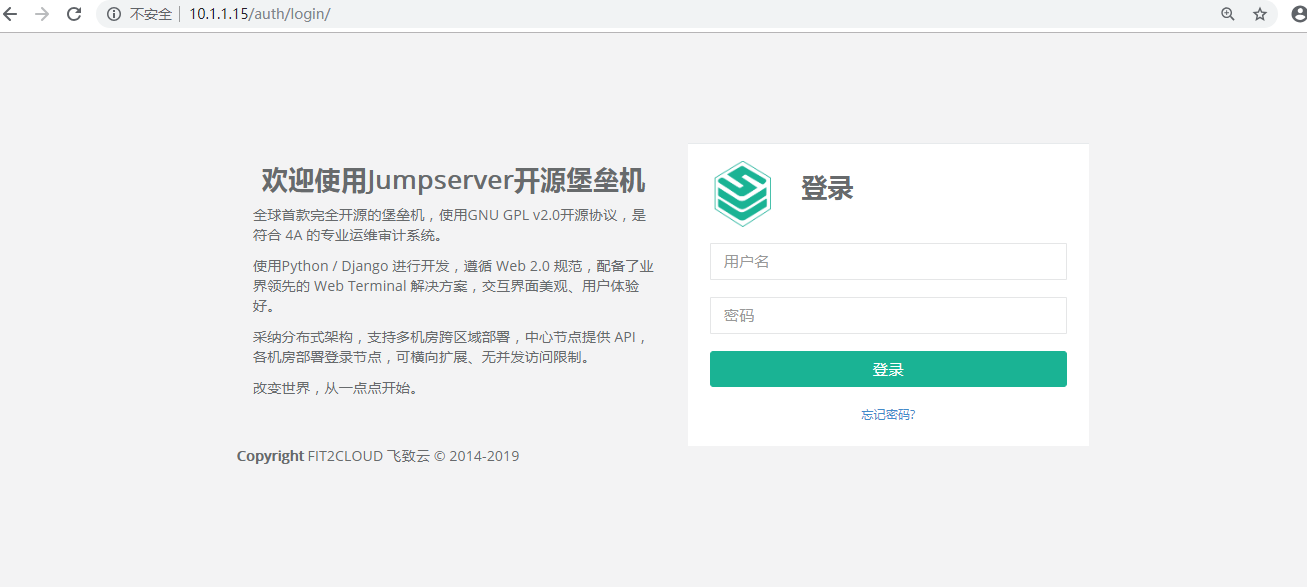 不安全 10.1.1.15/auth/login/
欢迎使用Jumpserver开源堡垒机
全球首款完全开源的堡垒机，使用GNU GPL v2.0开源协议，是
符合 4A 的专业运维审计系统。
使用Python / Django 进行开发，遵循 Web 2.0 规范，配备了业
界领先的 Web Terminal 解决方案，交互界面美观、用户体验
好。
采纳分布式架构，支持多机房跨区域部署，中心节点提供 API，
各机房部署登录节点，可横向扩展、无并发访问限制。
改变世界，从一点点开始。
Copyright FIT2CLOUD 飞致云 © 2014-2019
登录
用户名
密码
登录
忘记密码?